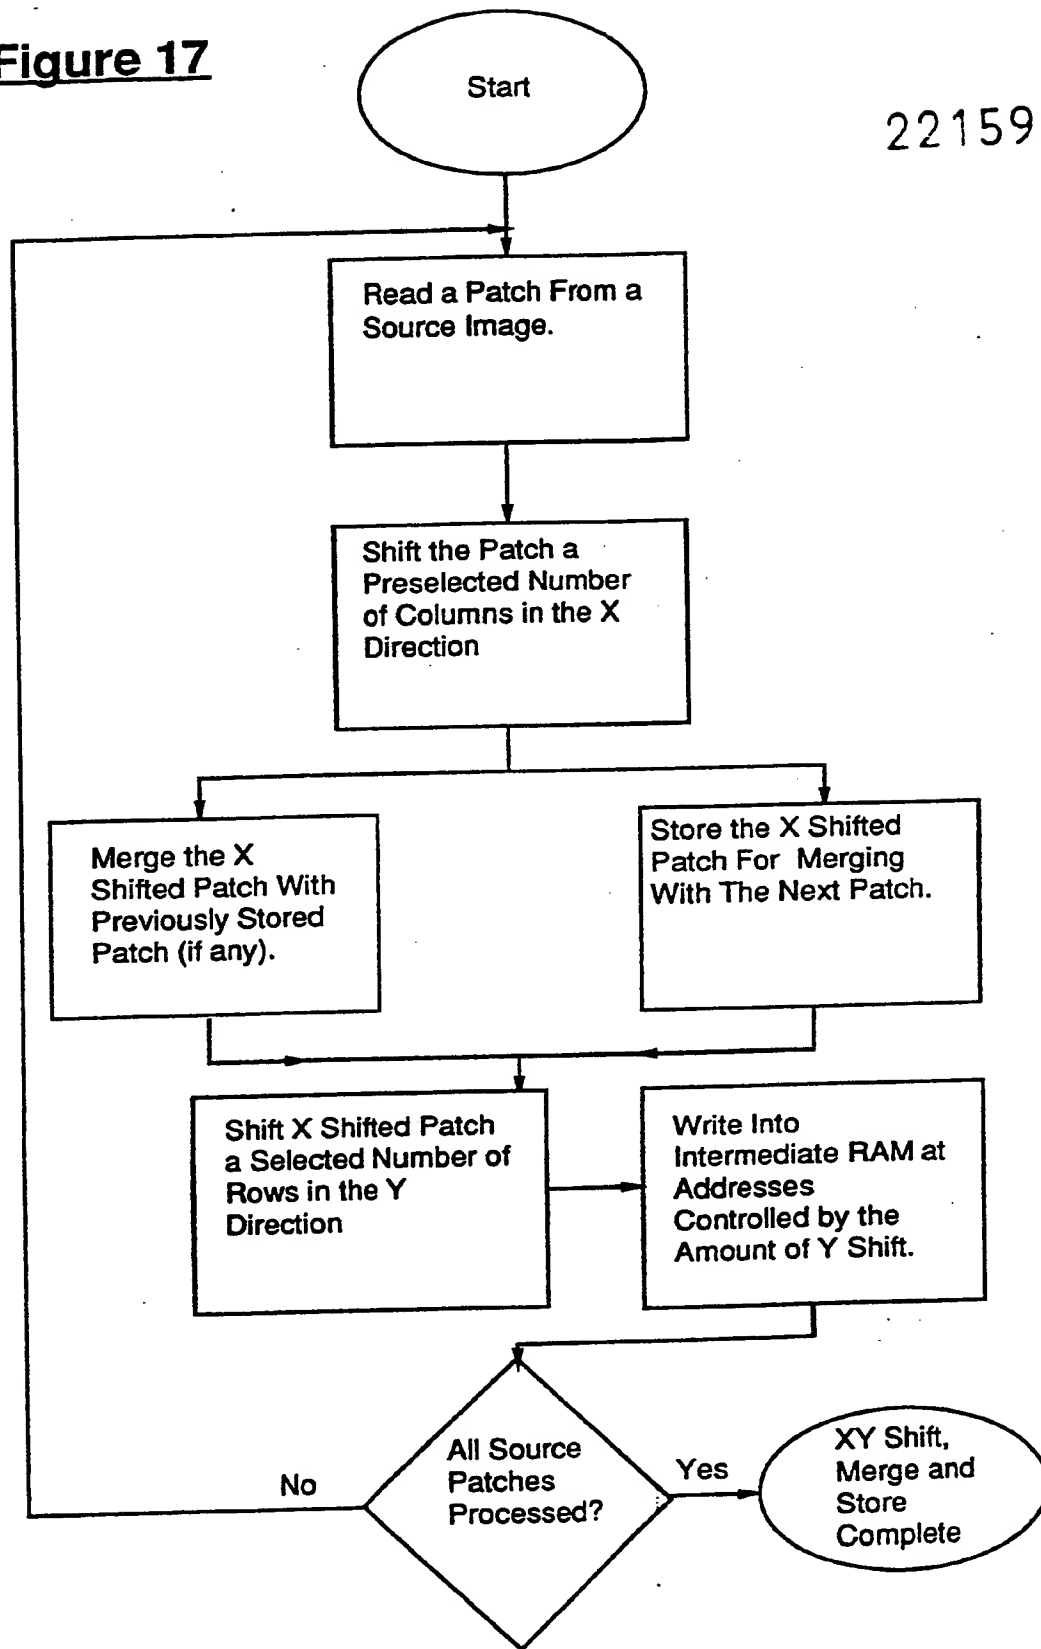 Figure 17
Start
22159
Read a Patch From a
Source Image.
Shift the Patch a
Preselected Number
of Columns in the X
Direction
Merge the X
Shifted Patch With
Previously Stored
Patch (if any).
Store the X Shifted
Patch For Merging
With The Next Patch.
Shift X Shifted Patch
a Selected Number of
Rows in the Y
Direction
Write Into
Intermediate RAM at
Addresses
Controlled by the
Amount of Y Shift.
All Source
Patches
Processed?
No
Yes
XY Shift,
Merge and
Store
Complete